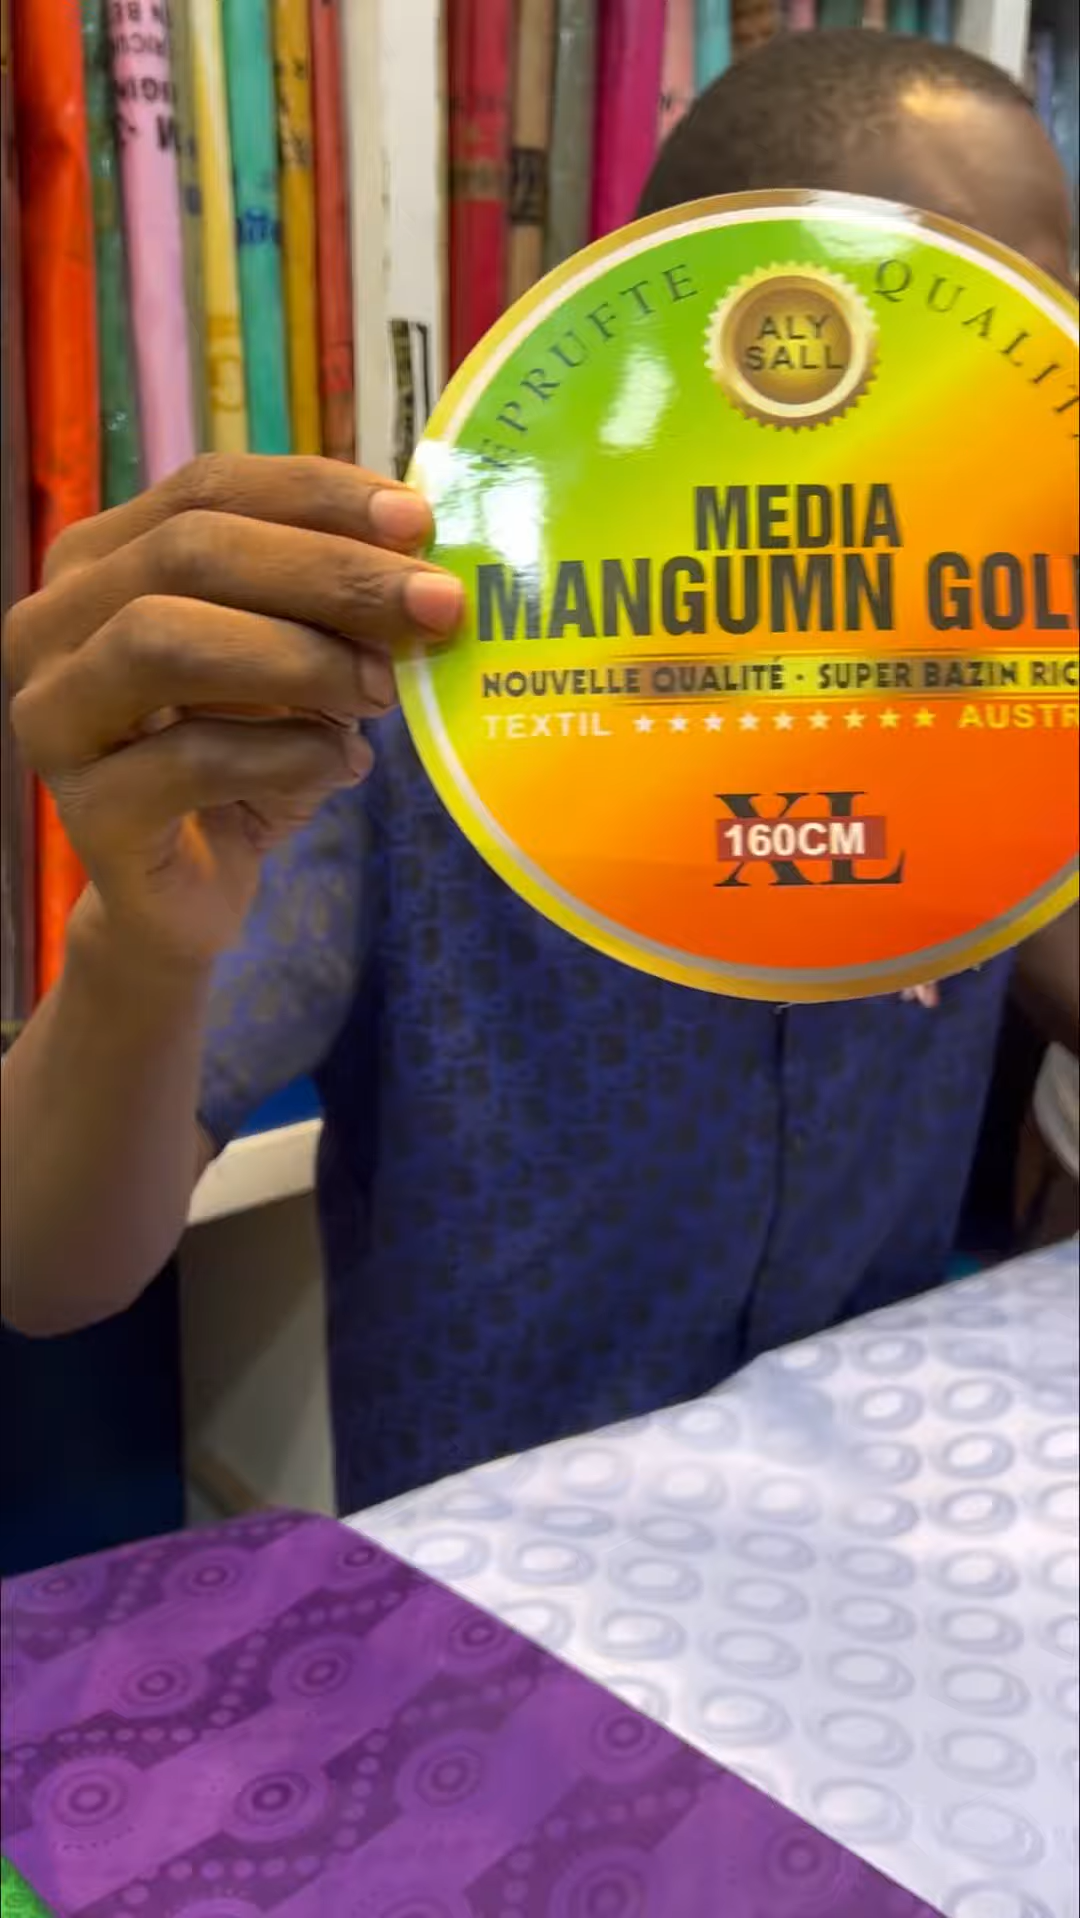 EPRUFTE QUALIT
ALY
SALL
MEDIA
MANGUMN GOL
NOUVELLE QUALITÉ · SUPER BAZIN RIC
TEXTIL ★★★★★★★★★ AUSTR
XL
160CM